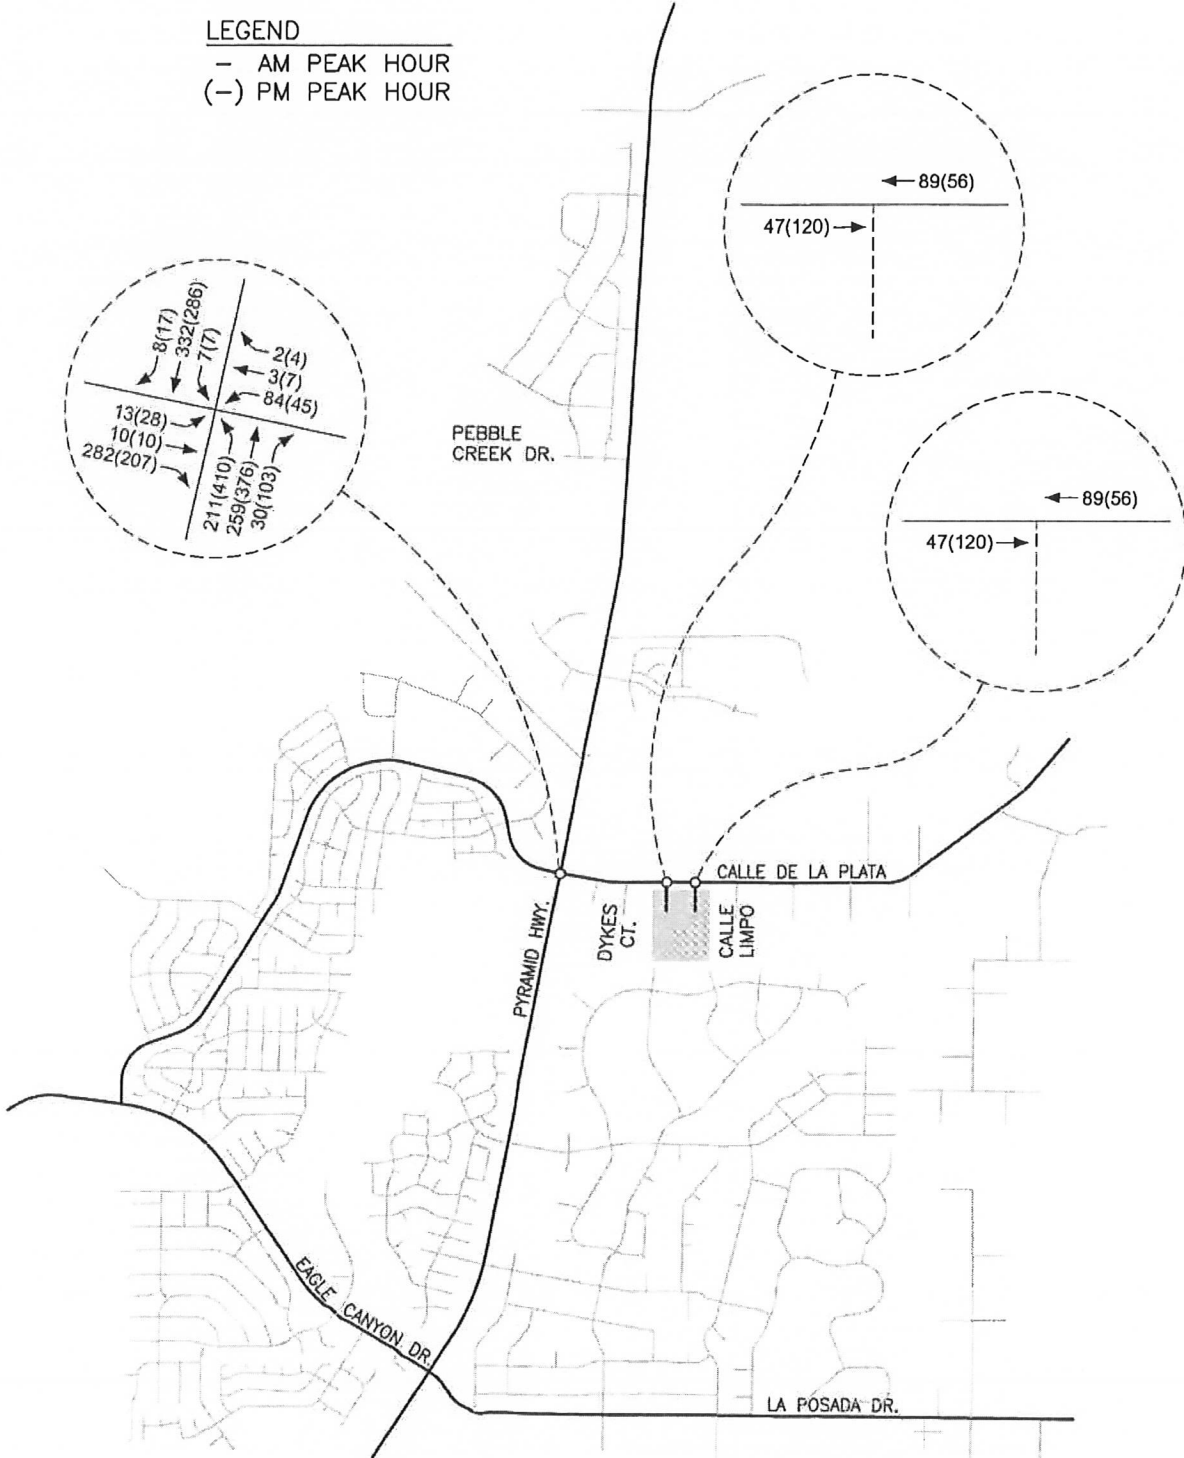 LEGEND
- AM PEAK HOUR
(-) PM PEAK HOUR
89(56)
47(120)
8(17)
332(286)
7(7)
2(4)
3(7)
84(45)
13(28)
10(10)
282(207)
211(410)
259(376)
30(103)
PEBBLE
CREEK DR.
89(56)
47(120)
CALLE DE LA PLATA
PYRAMID HWY.
DYKES
CT.
CALLE
LIMPO
EAGLE CANYON DR.
LA POSADA DR.